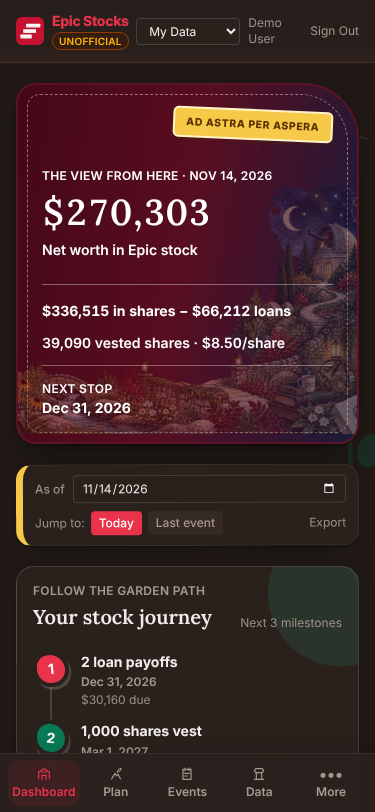 Epic Stocks
UNOFFICIAL
My Data
Demo User
Sign Out
AD ASTRA PER ASPERA
THE VIEW FROM HERE · NOV 14, 2026
$270,303
Net worth in Epic stock
$336,515 in shares – $66,212 loans
39,090 vested shares · $8.50/share
NEXT STOP
Dec 31, 2026
As of 11/14/2026
Jump to: Today Last event Export
FOLLOW THE GARDEN PATH
Your stock journey
Next 3 milestones
1
2 loan payoffs
Dec 31, 2026
$30,160 due
2
1,000 shares vest
Mar 1, 2027
Dashboard Plan Events Data More